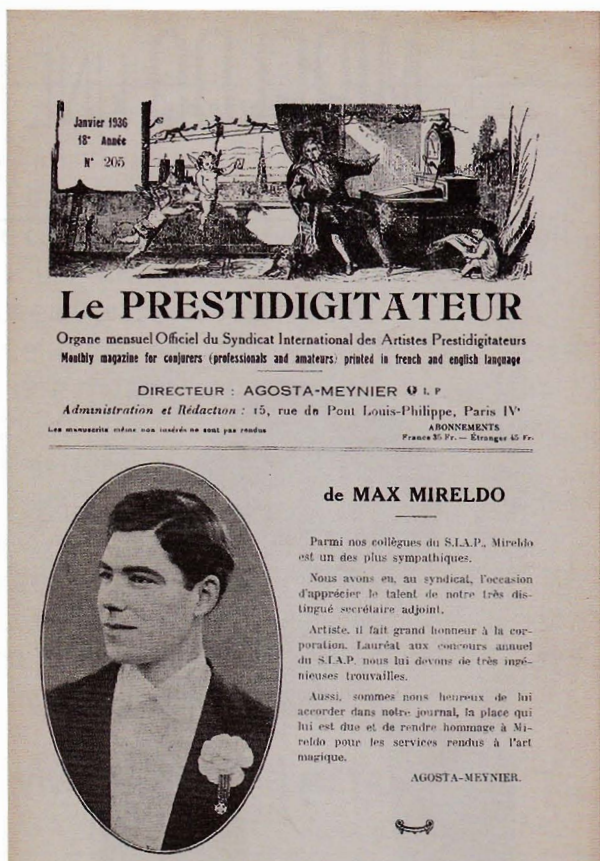 Janvier 1936
18e Année
N° 205
Le PRESTIDIGITATEUR
Organe mensuel Officiel du Syndicat International des Artistes Prestidigitateurs
Monthly magazine for conjurers (professionals and amateurs) printed in french and english language
DIRECTEUR : AGOSTA-MEYNIER I. P
Administration et Rédaction : 15, rue de Pont Louis-Philippe, Paris IVe
Les manuscrits même non insérés ne sont pas rendus
ABONNEMENTS
France 35 Fr. — Étranger 45 Fr.
de MAX MIRELDO
Parmi nos collègues du S.I.A.P., Mireldo
est un des plus sympathiques.
Nous avons eu, au syndicat, l'occasion
d'apprécier le talent de notre très dis-
tingué secrétaire adjoint.
Artiste, il fait grand honneur à la cor-
poration. Lauréat aux concours annuel
du S.I.A.P. nous lui devons de très ingé-
nieuses trouvailles.
Aussi, sommes nous heureux de lui
accorder dans notre journal, la place qui
lui est due et de rendre hommage à Mi-
reldo pour les services rendus à l'art
magique.
AGOSTA-MEYNIER.